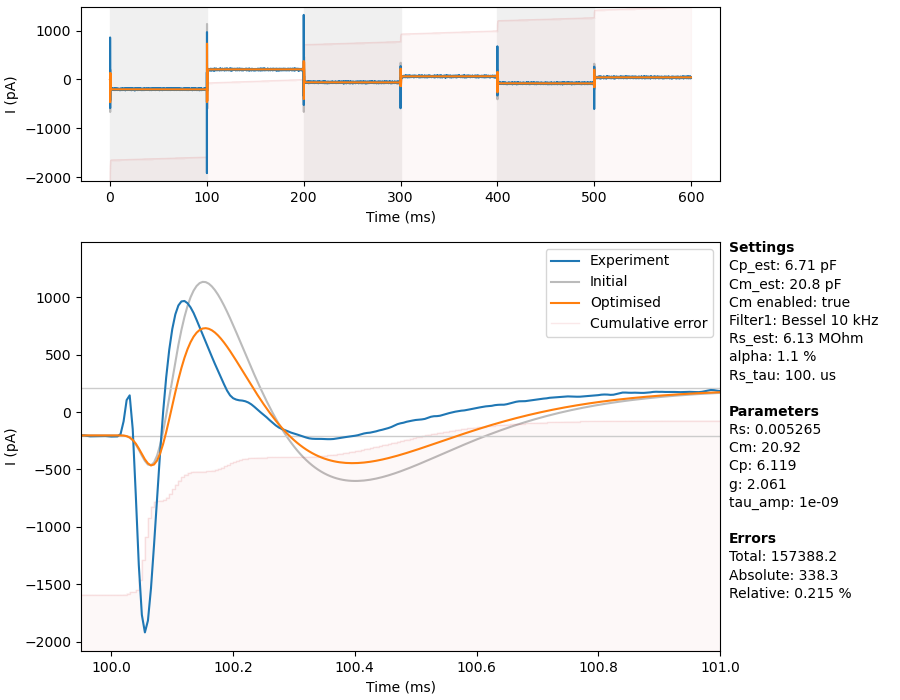 1000
0
−1000
−2000
I (pA)
0 100 200 300 400 500 600
Time (ms)
1000
500
0
−500
−1000
−1500
−2000
I (pA)
100.0 100.2 100.4 100.6 100.8 101.0
Time (ms)
Experiment
Initial
Optimised
Cumulative error
Settings
Cp_est: 6.71 pF
Cm_est: 20.8 pF
Cm enabled: true
Filter1: Bessel 10 kHz
Rs_est: 6.13 MOhm
alpha: 1.1 %
Rs_tau: 100. us
Parameters
Rs: 0.005265
Cm: 20.92
Cp: 6.119
g: 2.061
tau_amp: 1e-09
Errors
Total: 157388.2
Absolute: 338.3
Relative: 0.215 %